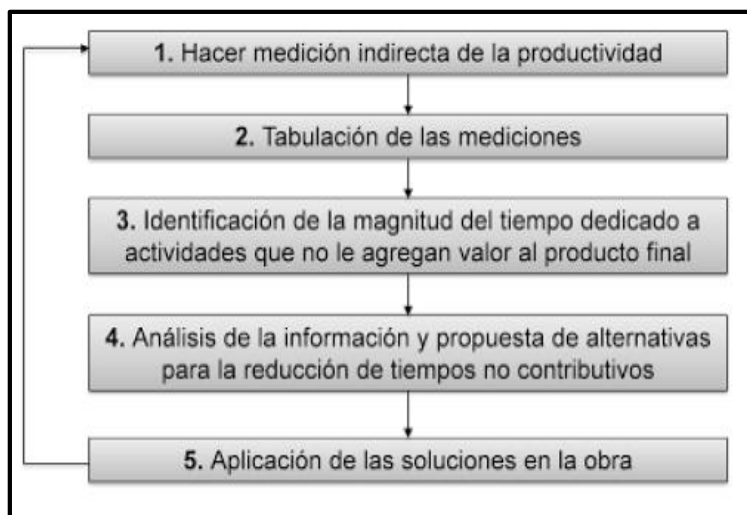 1. Hacer medición indirecta de la productividad
2. Tabulación de las mediciones
3. Identificación de la magnitud del tiempo dedicado a
actividades que no le agregan valor al producto final
4. Análisis de la información y propuesta de alternativas
para la reducción de tiempos no contributivos
5. Aplicación de las soluciones en la obra